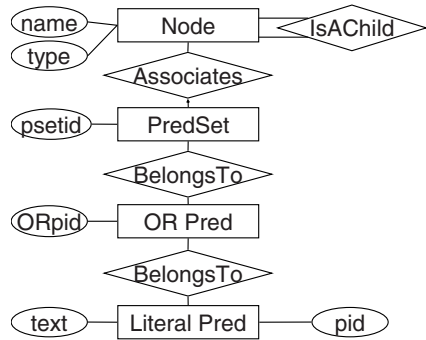 name
Node
IsAChild
type
Associates
psetid
PredSet
BelongsTo
ORpid
OR Pred
BelongsTo
text
Literal Pred
pid